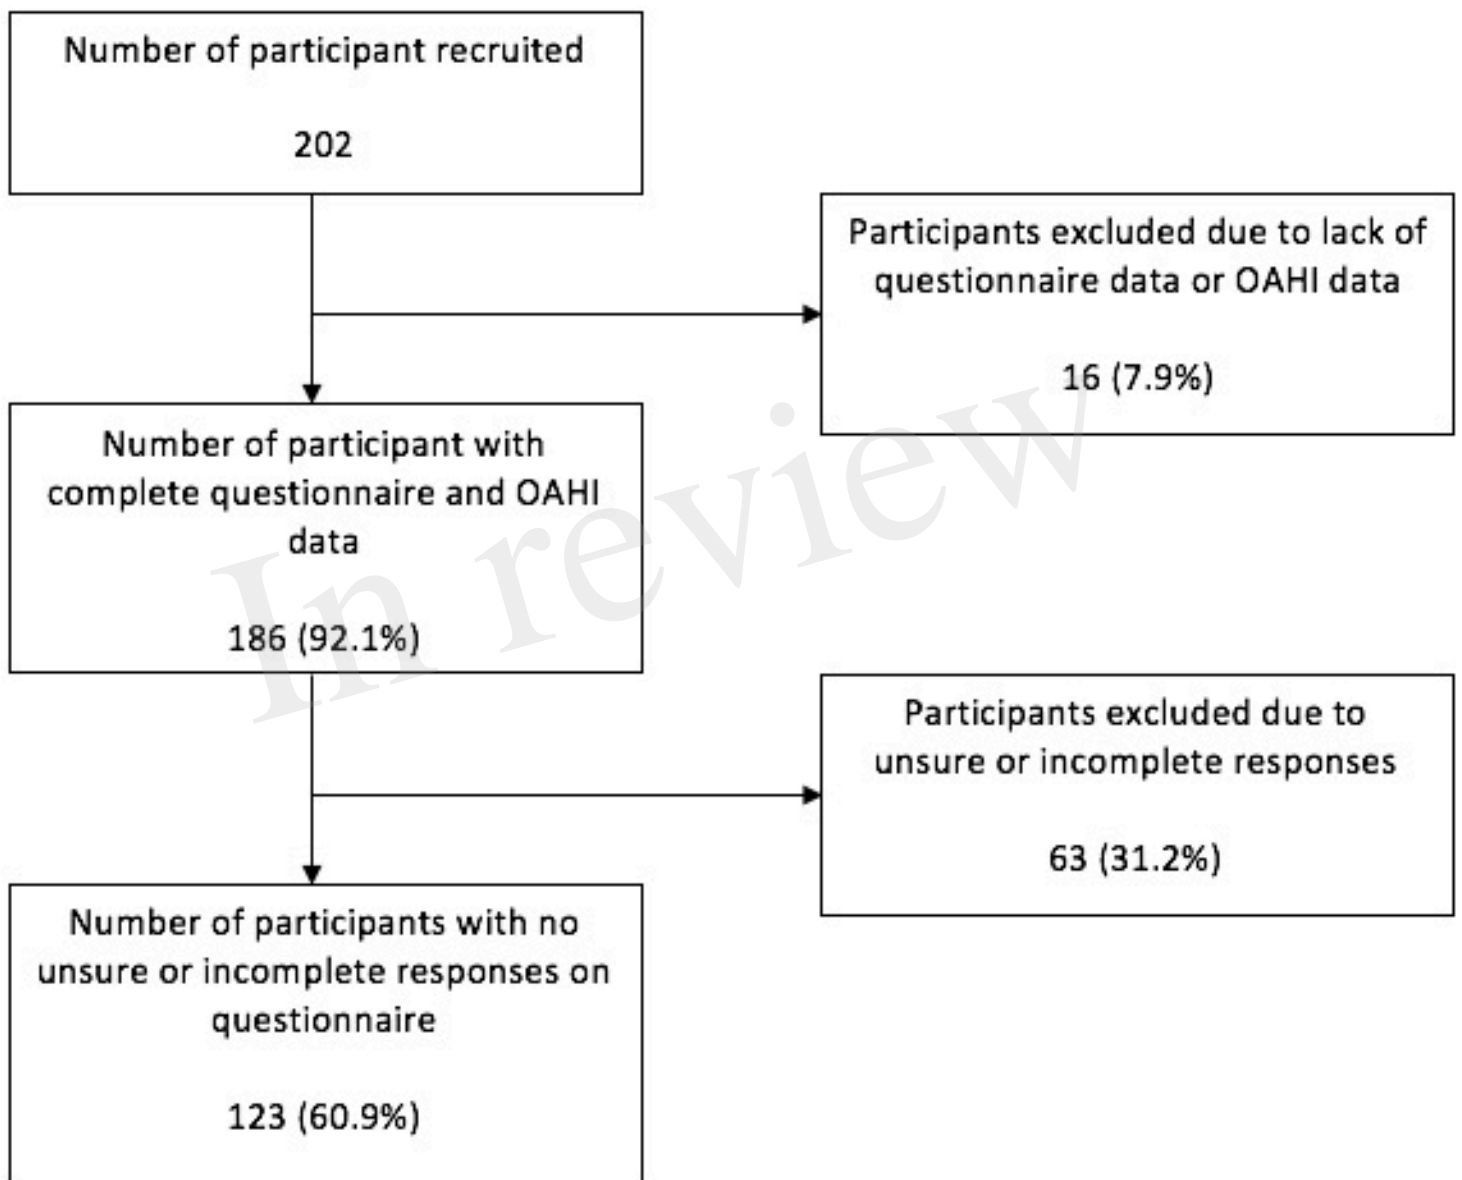 Number of participant recruited
202
Participants excluded due to lack of
questionnaire data or OAHI data
16 (7.9%)
Number of participant with
complete questionnaire and OAHI
data
186 (92.1%)
Participants excluded due to
unsure or incomplete responses
63 (31.2%)
Number of participants with no
unsure or incomplete responses on
questionnaire
123 (60.9%)
In review